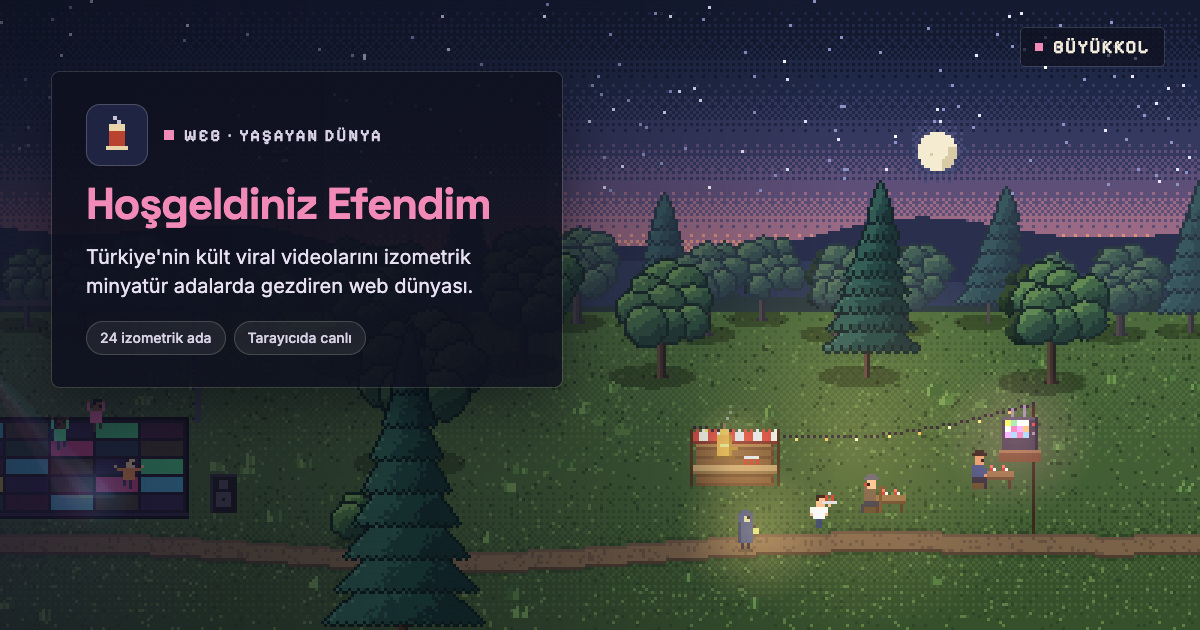 BÜYÜKKOL
WEB · YAŞAYAN DÜNYA
Hoşgeldiniz Efendim
Türkiye'nin kült viral videolarını izometrik
minyatür adalarda gezdiren web dünyası.
24 izometrik ada
Tarayıcıda canlı